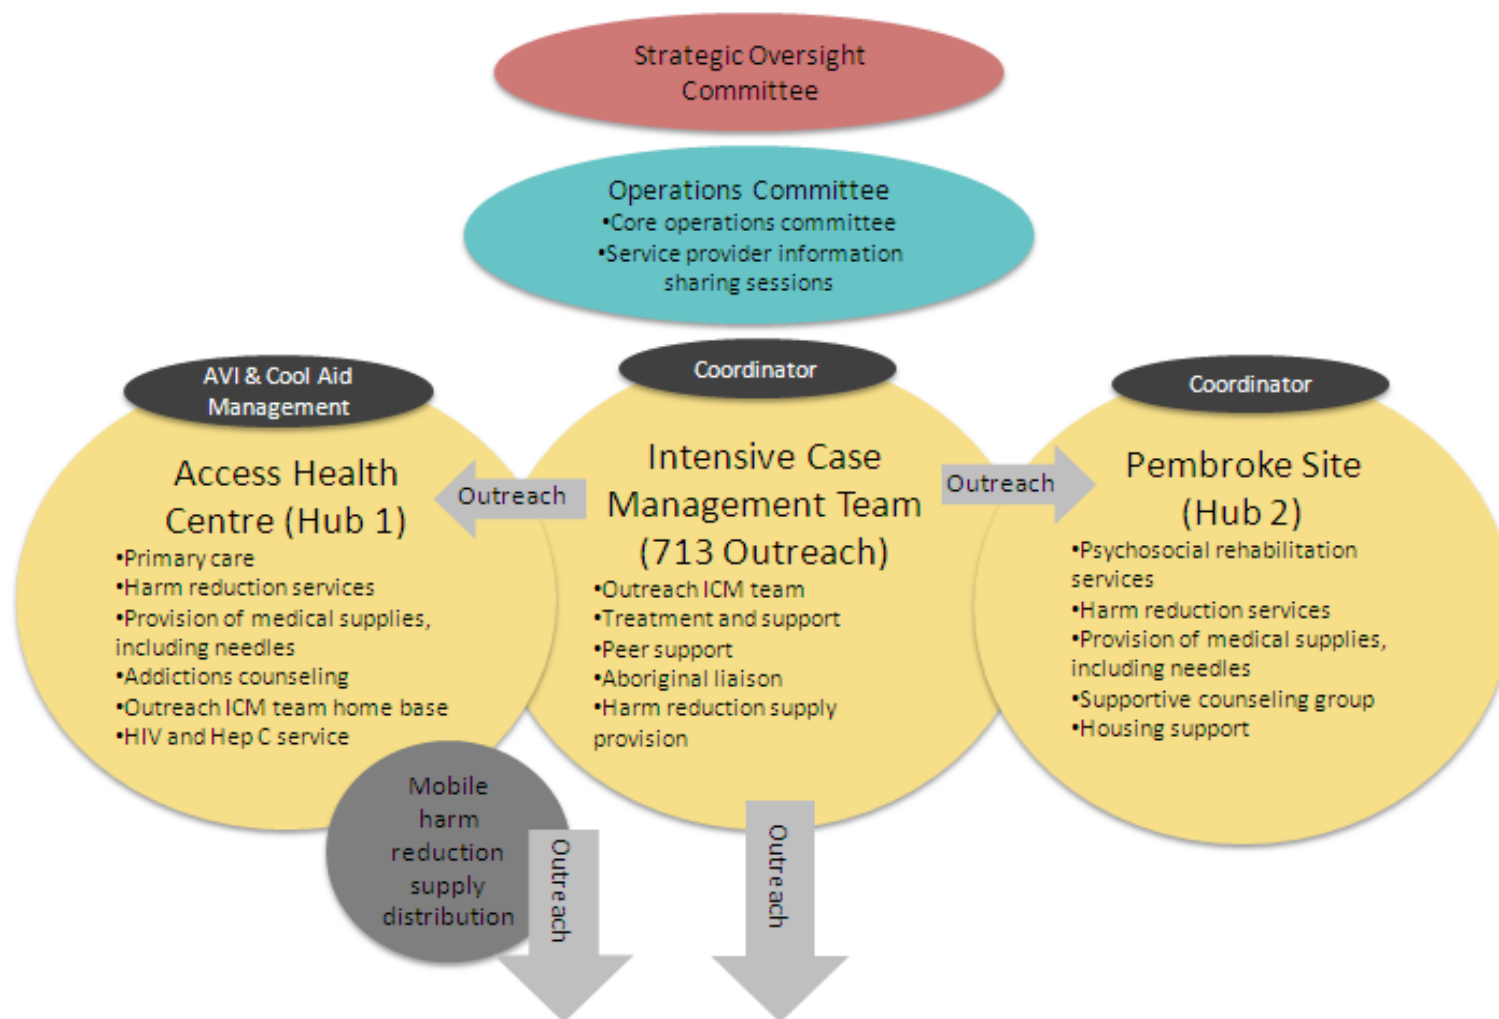 Strategic Oversight
Committee
Operations Committee
•Core operations committee
•Service provider information
sharing sessions
AVI & Cool Aid
Management
Access Health
Centre (Hub 1)
•Primary care
•Harm reduction services
•Provision of medical supplies,
including needles
•Addictions counseling
•Outreach ICM team home base
•HIV and Hep C service
Mobile
harm
reduction
supply
distribution
Outreach
Outreach
Coordinator
Intensive Case
Management Team
(713 Outreach)
•Outreach ICM team
•Treatment and support
•Peer support
•Aboriginal liaison
•Harm reduction supply
provision
Outreach
Outreach
Coordinator
Pembroke Site
(Hub 2)
•Psychosocial rehabilitation
services
•Harm reduction services
•Provision of medical supplies,
including needles
•Supportive counseling group
•Housing support